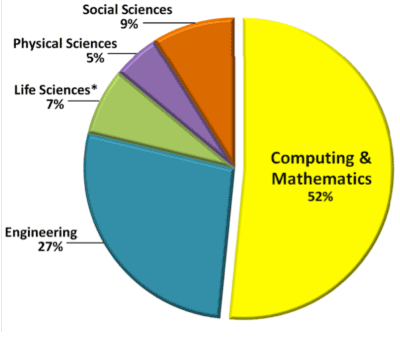 Social Sciences
9%
Physical Sciences
5%
Life Sciences*
7%
Computing &
Mathematics
52%
Engineering
27%